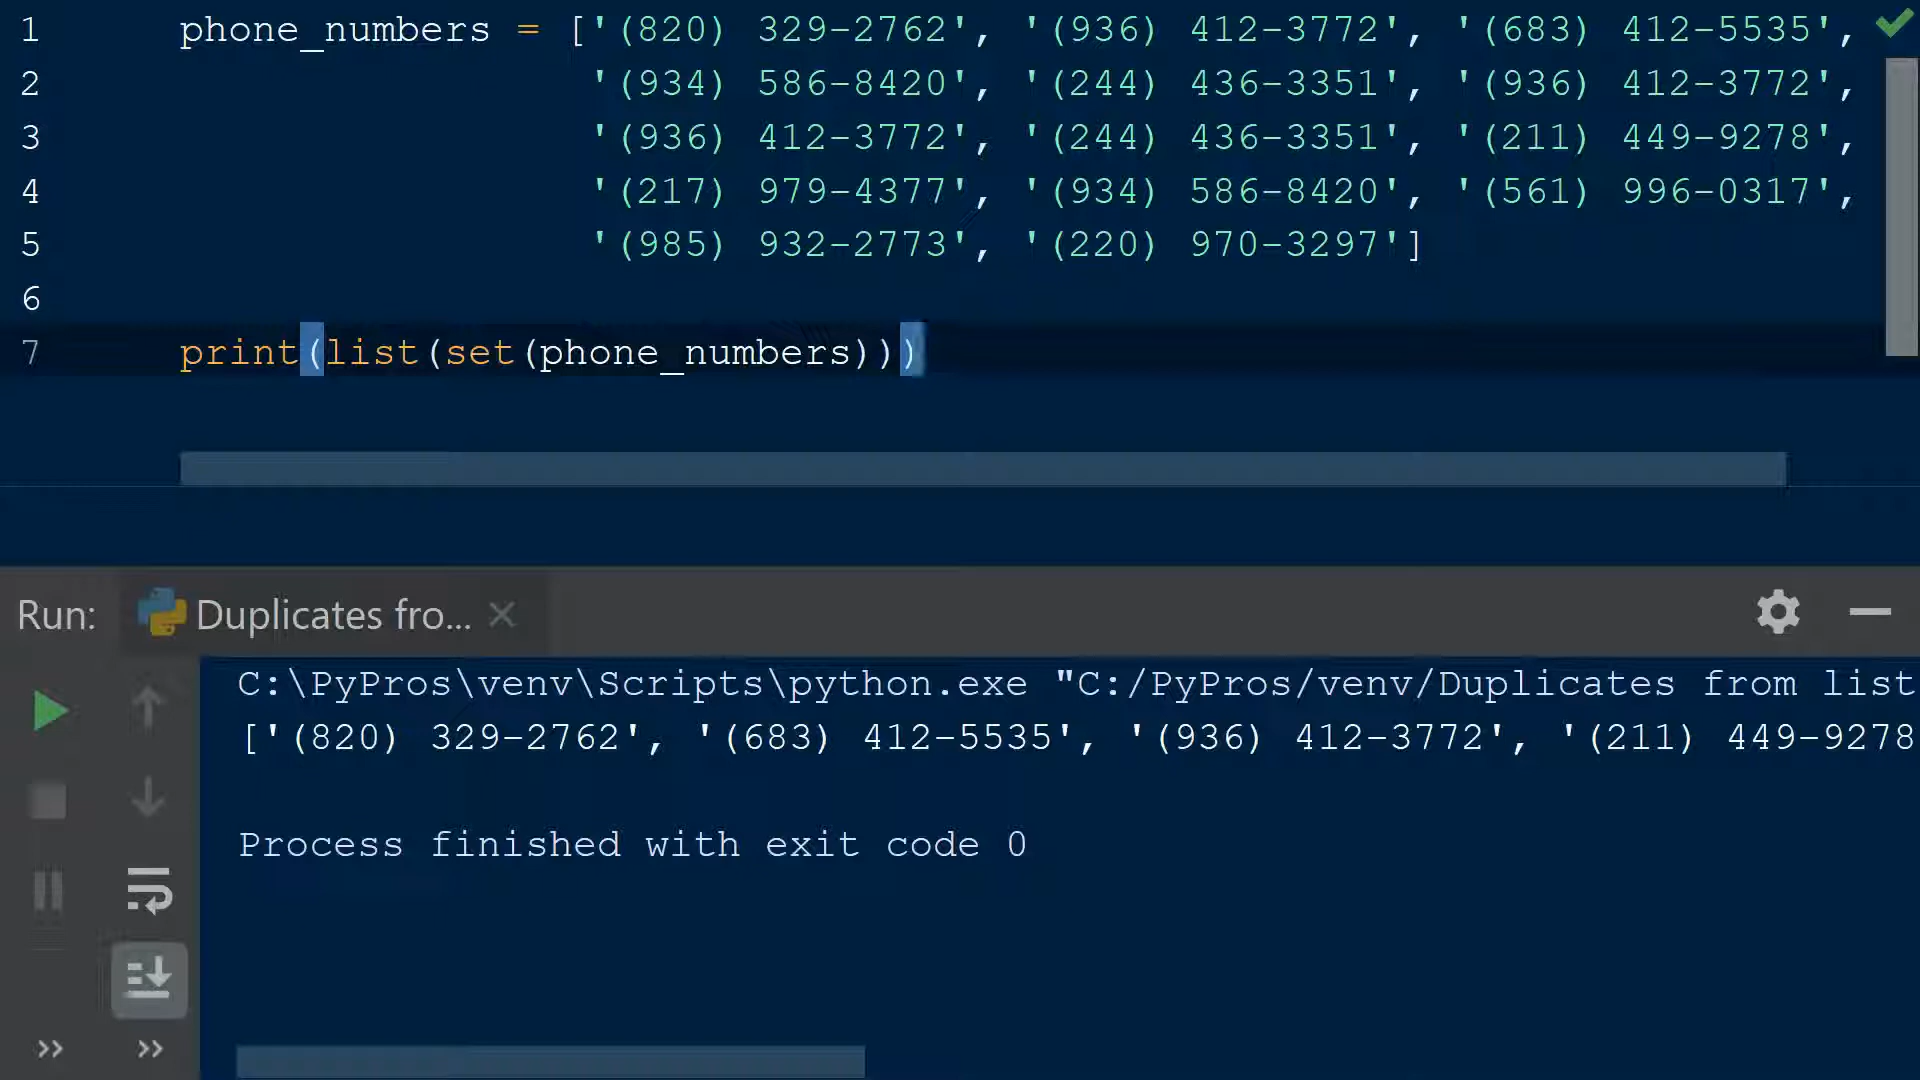 1 phone_numbers = ['(820) 329-2762', '(936) 412-3772', '(683) 412-5535',
2 '(934) 586-8420', '(244) 436-3351', '(936) 412-3772',
3 '(936) 412-3772', '(244) 436-3351', '(211) 449-9278',
4 '(217) 979-4377', '(934) 586-8420', '(561) 996-0317',
5 '(985) 932-2773', '(220) 970-3297']
6
7 print(list(set(phone_numbers)))
Run: Duplicates fro...
C:\PyPros\venv\Scripts\python.exe "C:/PyPros/venv/Duplicates from list
['(820) 329-2762', '(683) 412-5535', '(936) 412-3772', '(211) 449-9278
Process finished with exit code 0